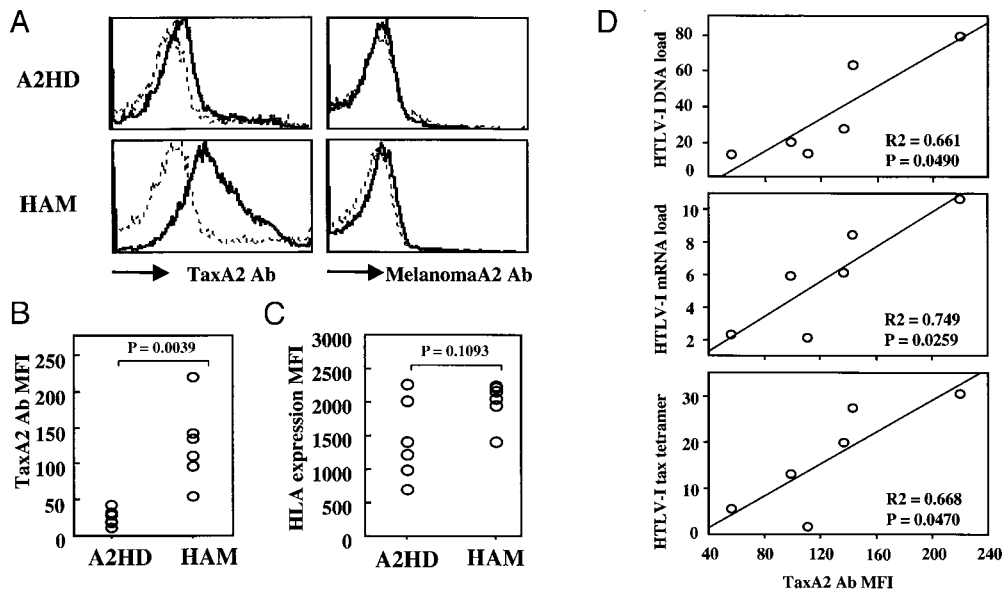 A
A2HD
HAM
TaxA2 Ab
MelanomaA2 Ab
B
TaxA2 Ab MFI
250
200
150
100
50
0
P = 0.0039
A2HD
HAM
C
HLA expression MFI
3000
2500
2000
1500
1000
500
0
P = 0.1093
A2HD
HAM
D
HTLV-I DNA load
80
60
40
20
0
R2 = 0.661
P = 0.0490
HTLV-I mRNA load
10
8
6
4
2
R2 = 0.749
P = 0.0259
HTLV-I tax tetramer
30
20
10
0
R2 = 0.668
P = 0.0470
40
80
120
160
200
240
TaxA2 Ab MFI